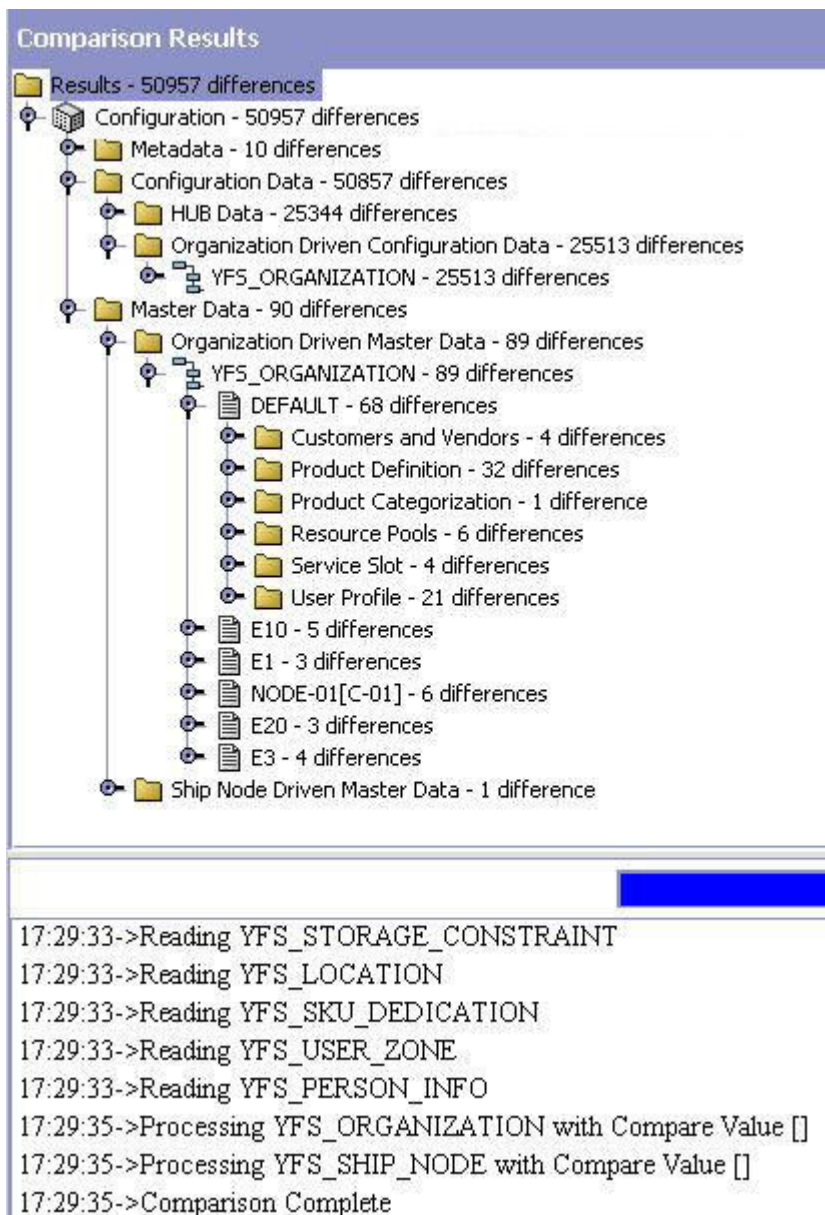 Comparison Results
Results - 50957 differences
Configuration - 50957 differences
Metadata - 10 differences
Configuration Data - 50857 differences
HUB Data - 25344 differences
Organization Driven Configuration Data - 25513 differences
YFS_ORGANIZATION - 25513 differences
Master Data - 90 differences
Organization Driven Master Data - 89 differences
YFS_ORGANIZATION - 89 differences
DEFAULT - 68 differences
Customers and Vendors - 4 differences
Product Definition - 32 differences
Product Categorization - 1 difference
Resource Pools - 6 differences
Service Slot - 4 differences
User Profile - 21 differences
E10 - 5 differences
E1 - 3 differences
NODE-01[C-01] - 6 differences
E20 - 3 differences
E3 - 4 differences
Ship Node Driven Master Data - 1 difference
17:29:33->Reading YFS_STORAGE_CONSTRAINT
17:29:33->Reading YFS_LOCATION
17:29:33->Reading YFS_SKU_DEDICATION
17:29:33->Reading YFS_USER_ZONE
17:29:33->Reading YFS_PERSON_INFO
17:29:35->Processing YFS_ORGANIZATION with Compare Value []
17:29:35->Processing YFS_SHIP_NODE with Compare Value []
17:29:35->Comparison Complete